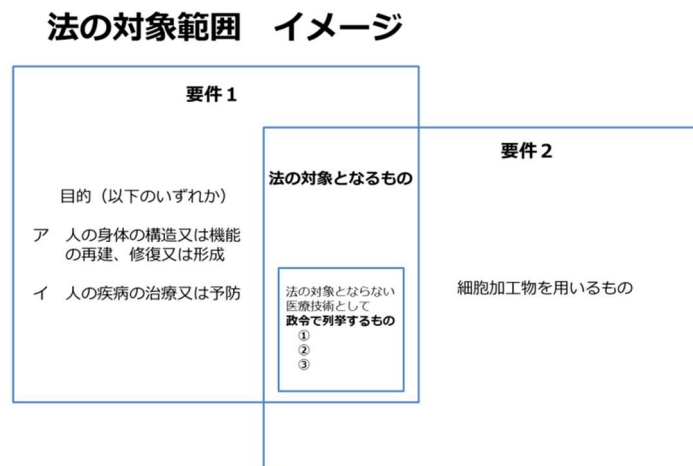 法の対象範囲　イメージ
要件１
要件２
法の対象となるもの
目的（以下のいずれか）
ア　人の身体の構造又は機能
の再建、修復又は形成
イ　人の疾病の治療又は予防
法の対象とならない
医療技術として
政令で列挙するもの
①
②
③
細胞加工物を用いるもの